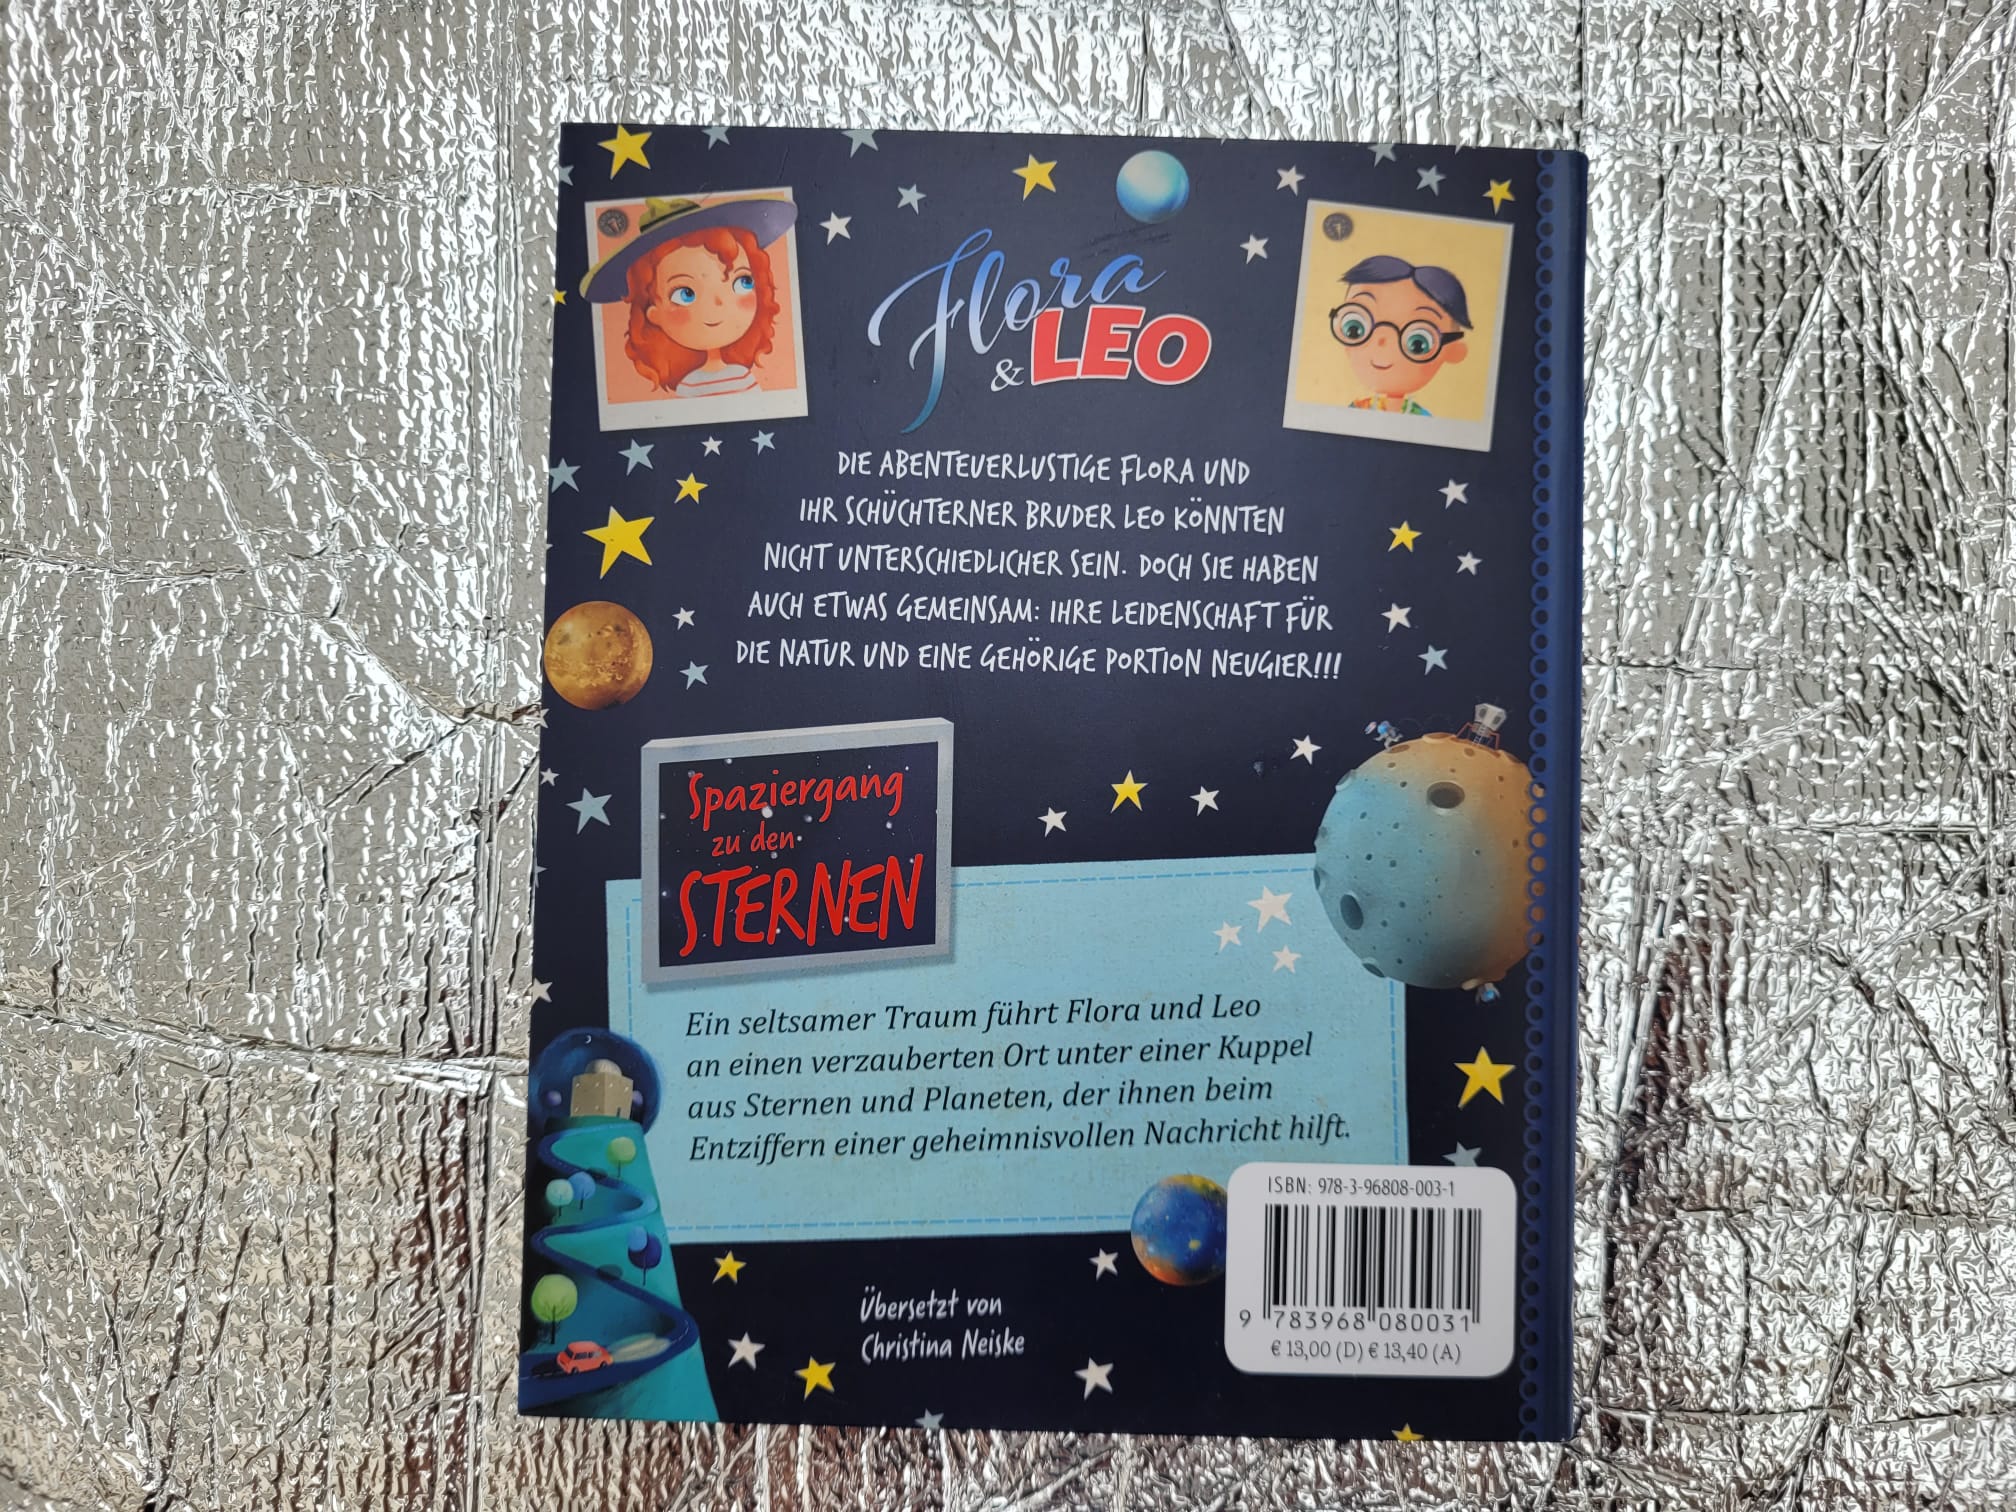 Flora
& LEO
DIE ABENTEUERLUSTIGE FLORA UND
IHR SCHÜCHTERNER BRUDER LEO KÖNNTEN
NICHT UNTERSCHIEDLICHER SEIN. DOCH SIE HABEN
AUCH ETWAS GEMEINSAM: IHRE LEIDENSCHAFT FÜR
DIE NATUR UND EINE GEHÖRIGE PORTION NEUGIER!!!
Spaziergang
zu den
STERNEN
Ein seltsamer Traum führt Flora und Leo
an einen verzauberten Ort unter einer Kuppel
aus Sternen und Planeten, der ihnen beim
Entziffern einer geheimnisvollen Nachricht hilft.
Übersetzt von
Christina Neiske
ISBN: 978-3-96808-003-1
9 783968 080031
€ 13,00 (D) € 13,40 (A)